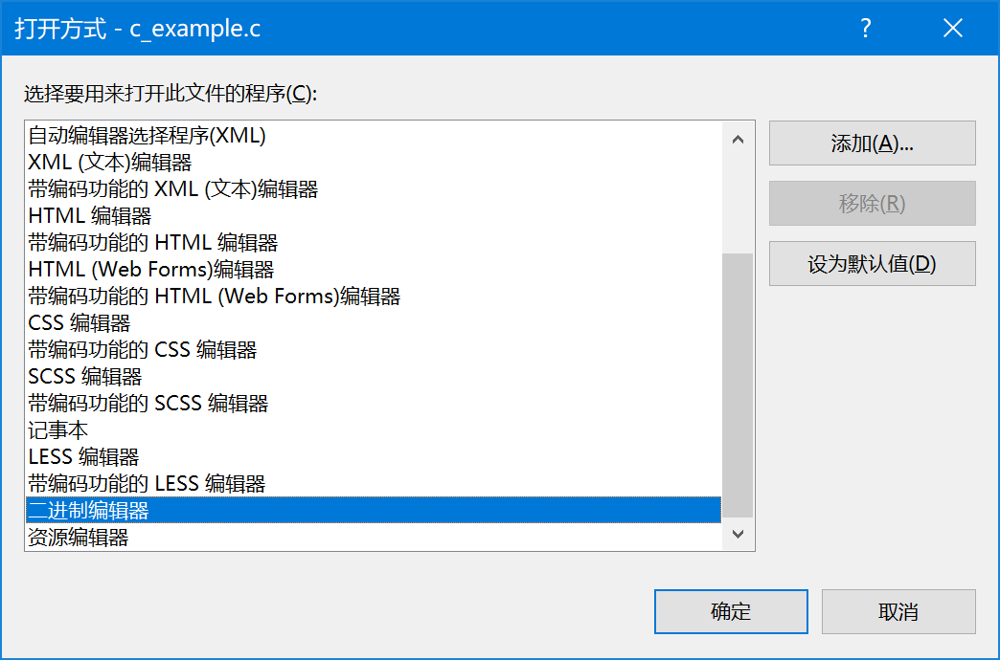 打开方式 - c_example.c
?
选择要用来打开此文件的程序(C):
自动编辑器选择程序(XML)
XML (文本)编辑器
带编码功能的 XML (文本)编辑器
HTML 编辑器
带编码功能的 HTML 编辑器
HTML (Web Forms)编辑器
带编码功能的 HTML (Web Forms)编辑器
CSS 编辑器
带编码功能的 CSS 编辑器
SCSS 编辑器
带编码功能的 SCSS 编辑器
记事本
LESS 编辑器
带编码功能的 LESS 编辑器
二进制编辑器
资源编辑器
添加(A)...
移除(R)
设为默认值(D)
确定
取消